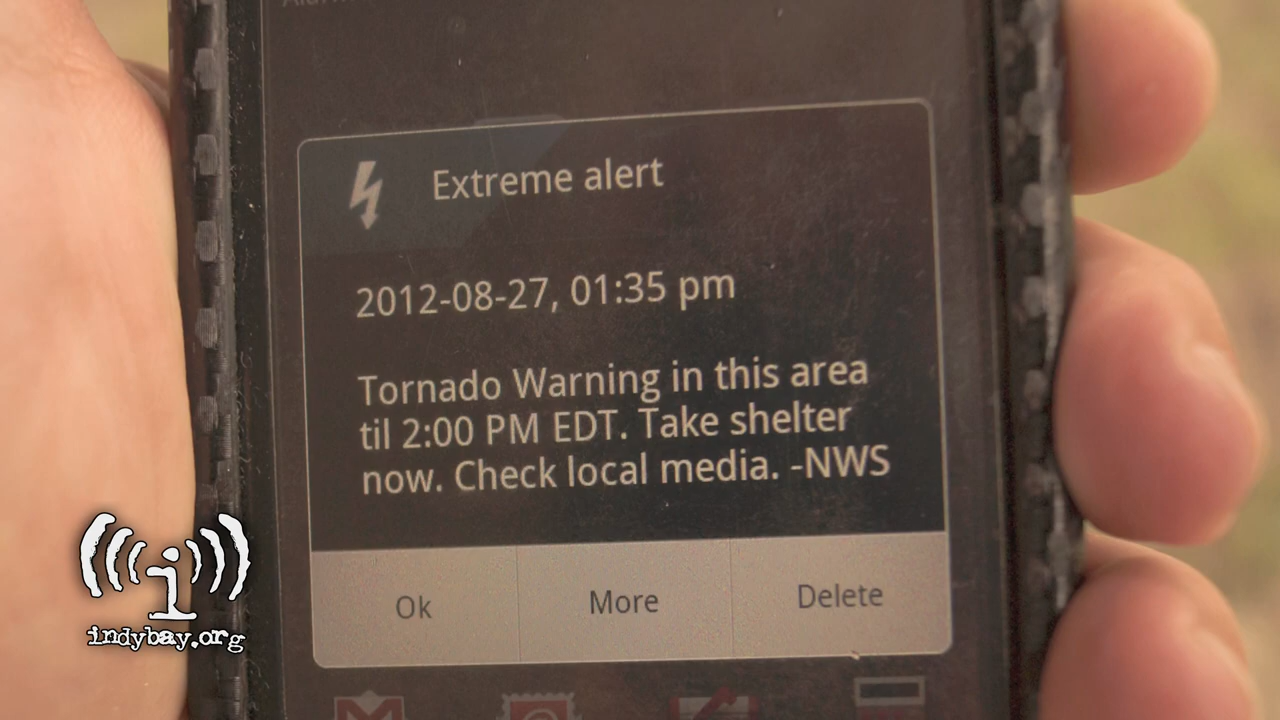 Extreme alert
2012-08-27, 01:35 pm
Tornado Warning in this area
til 2:00 PM EDT. Take shelter
now. Check local media. -NWS
Ok
More
Delete
indybay.org